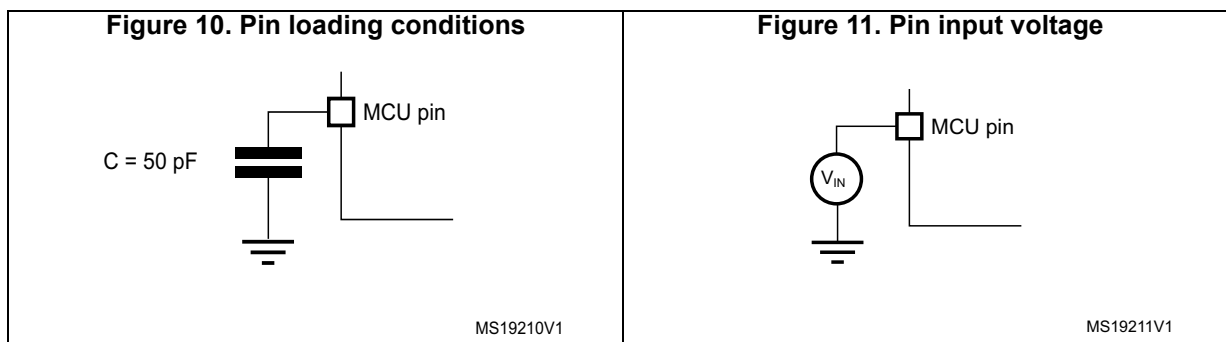 Figure 10. Pin loading conditions
MCU pin
C = 50 pF
MS19210V1
Figure 11. Pin input voltage
MCU pin
VIN
MS19211V1